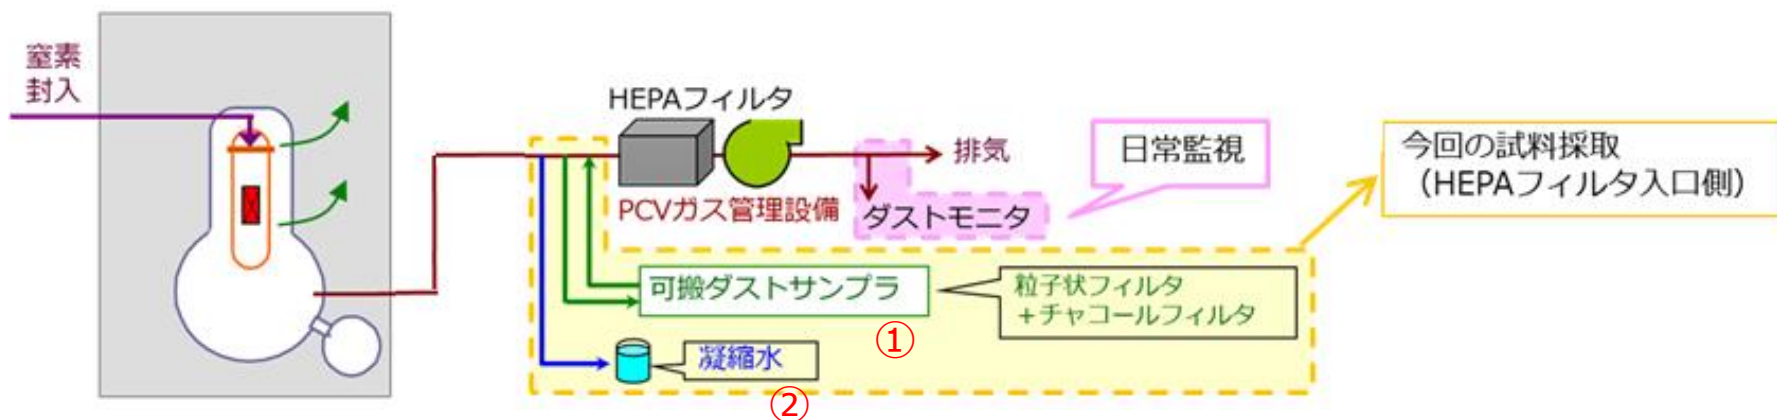 窒素
封入
HEPAフィルタ
排気
日常監視
今回の試料採取
（HEPAフィルタ入口側）
PCVガス管理設備
ダストモニタ
可搬ダストサンプラ
粒子状フィルタ
＋チャコールフィルタ
①
凝縮水
②